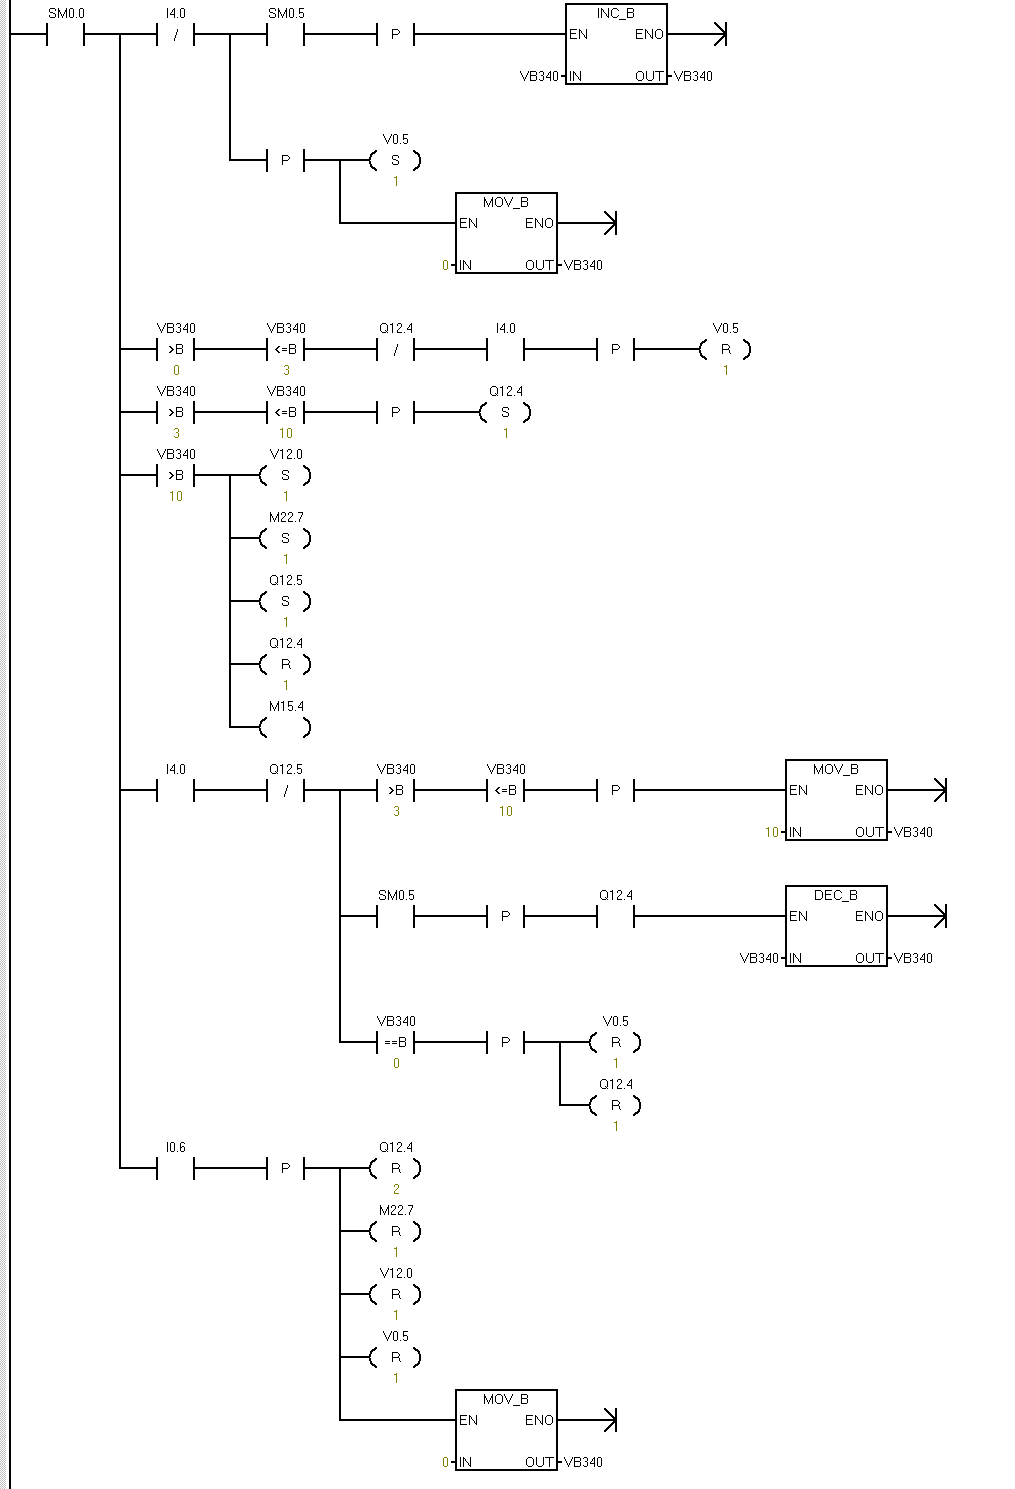 SM0.0 I4.0 SM0.5 INC_B
/ P EN ENO
VB340 IN OUT VB340
V0.5
P S
1
MOV_B
EN ENO
0 IN OUT VB340
VB340 VB340 Q12.4 I4.0 V0.5
>B <=B / P R
0 3 1
VB340 VB340 Q12.4
>B <=B P S
3 10 1
VB340 V12.0
>B S
10 1
M22.7
S
1
Q12.5
S
1
Q12.4
R
1
M15.4
I4.0 Q12.5 VB340 VB340 MOV_B
/ >B <=B P EN ENO
3 10
10 IN OUT VB340
SM0.5 Q12.4 DEC_B
P EN ENO
VB340 IN OUT VB340
VB340 V0.5
==B P R
0 1
Q12.4
R
1
I0.6 Q12.4
P R
2
M22.7
R
1
V12.0
R
1
V0.5
R
1
MOV_B
EN ENO
0 IN OUT VB340